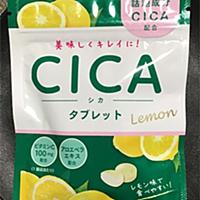 話題成分
CICA
配合
美味しくキレイに!
CICA
シカ
タブレット
Lemon
ビタミンC
100mg
配合
アロエベラ
エキス
配合
レモン味で
食べやすい!